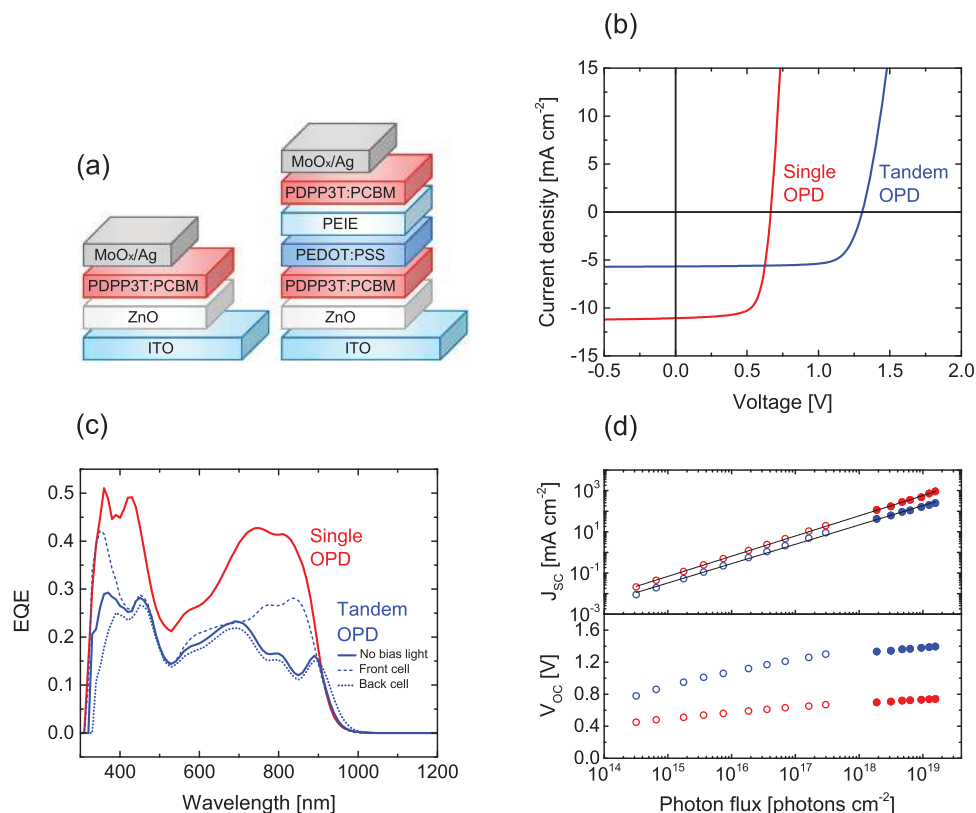 (a)
MoOx/Ag
PDPP3T:PCBM
ZnO
ITO
MoOx/Ag
PDPP3T:PCBM
PEIE
PEDOT:PSS
PDPP3T:PCBM
ZnO
ITO
(b)
15
10
5
0
-5
-10
-15
-0.5
0.0
0.5
1.0
1.5
2.0
Current density [mA cm⁻²]
Voltage [V]
Single
OPD
Tandem
OPD
(c)
0.5
0.4
0.3
0.2
0.1
0.0
400
600
800
1000
1200
EQE
Wavelength [nm]
Single
OPD
Tandem
OPD
No bias light
Front cell
Back cell
(d)
10³
10¹
10⁻¹
10⁻³
J_SC [mA cm⁻²]
1.6
1.2
0.8
0.4
0.0
V_OC [V]
10¹⁴
10¹⁵
10¹⁶
10¹⁷
10¹⁸
10¹⁹
Photon flux [photons cm⁻²]